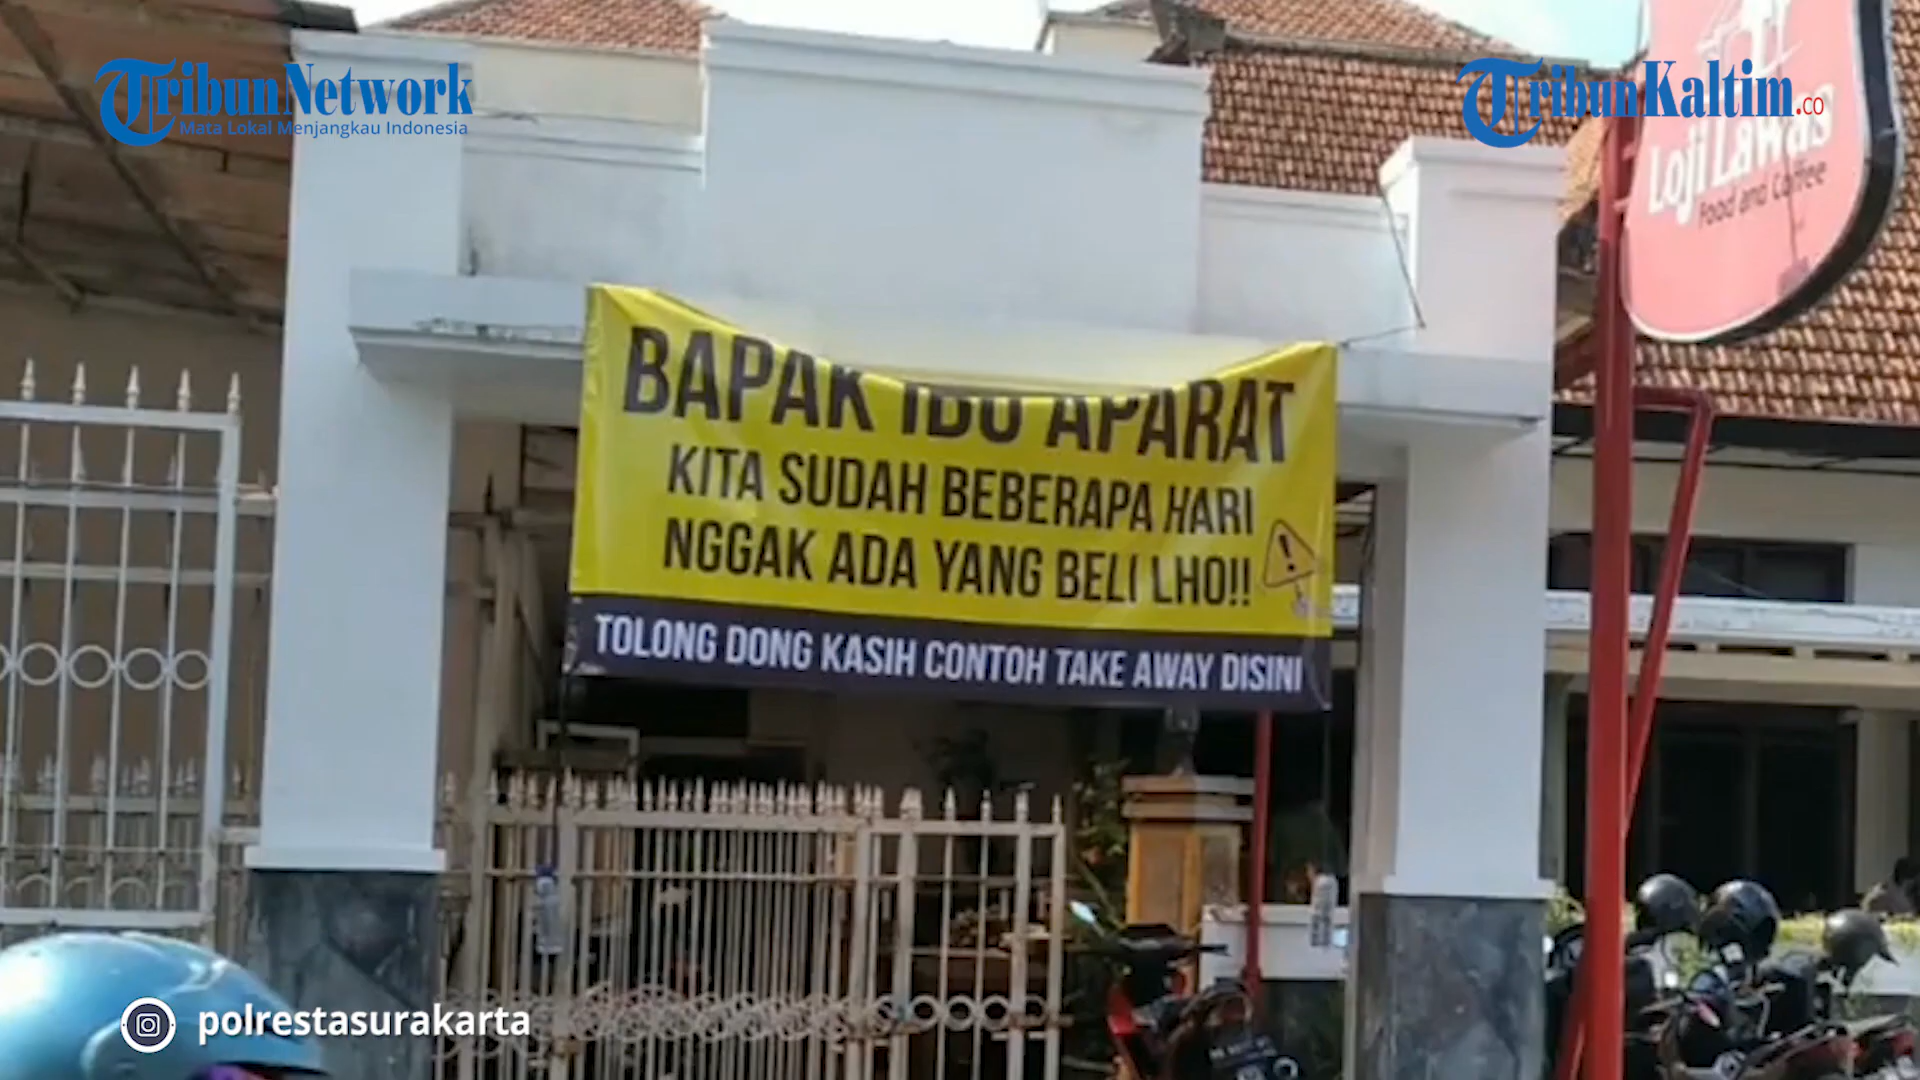 TribunNetwork
Mata Lokal Menjangkau Indonesia
TribunKaltim.co
Loji Lawas
Food and Coffee
BAPAK IBU APARAT
KITA SUDAH BEBERAPA HARI
NGGAK ADA YANG BELI LHO!!
TOLONG DONG KASIH CONTOH TAKE AWAY DISINI
polrestasurakarta